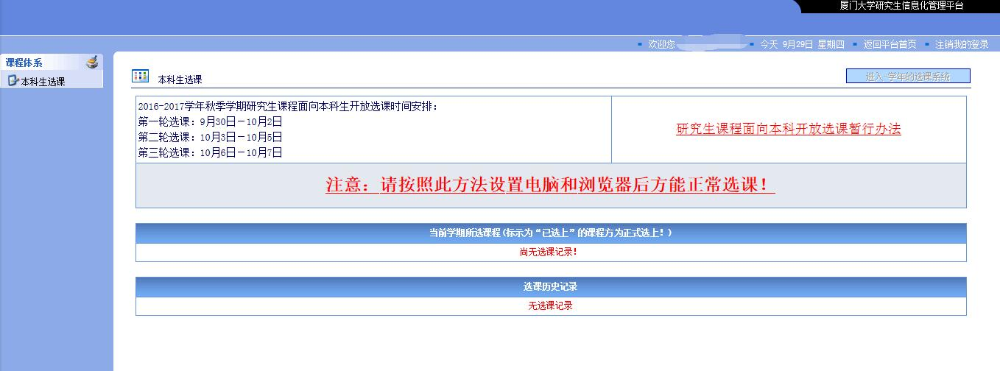 厦门大学研究生信息化管理平台
欢迎您 今天 9月29日 星期四 返回平台首页 注销我的登录
课程体系
本科生选课
本科生选课
进入-学年的选课系统
2016-2017学年秋季学期研究生课程面向本科生开放选课时间安排：
第一轮选课：9月30日－10月2日
第二轮选课：10月3日－10月5日
第三轮选课：10月6日－10月7日
研究生课程面向本科开放选课暂行办法
注意：请按照此方法设置电脑和浏览器后方能正常选课！
当前学期所选课程(标示为“已选上”的课程方为正式选上！)
尚无选课记录！
选课历史记录
无选课记录